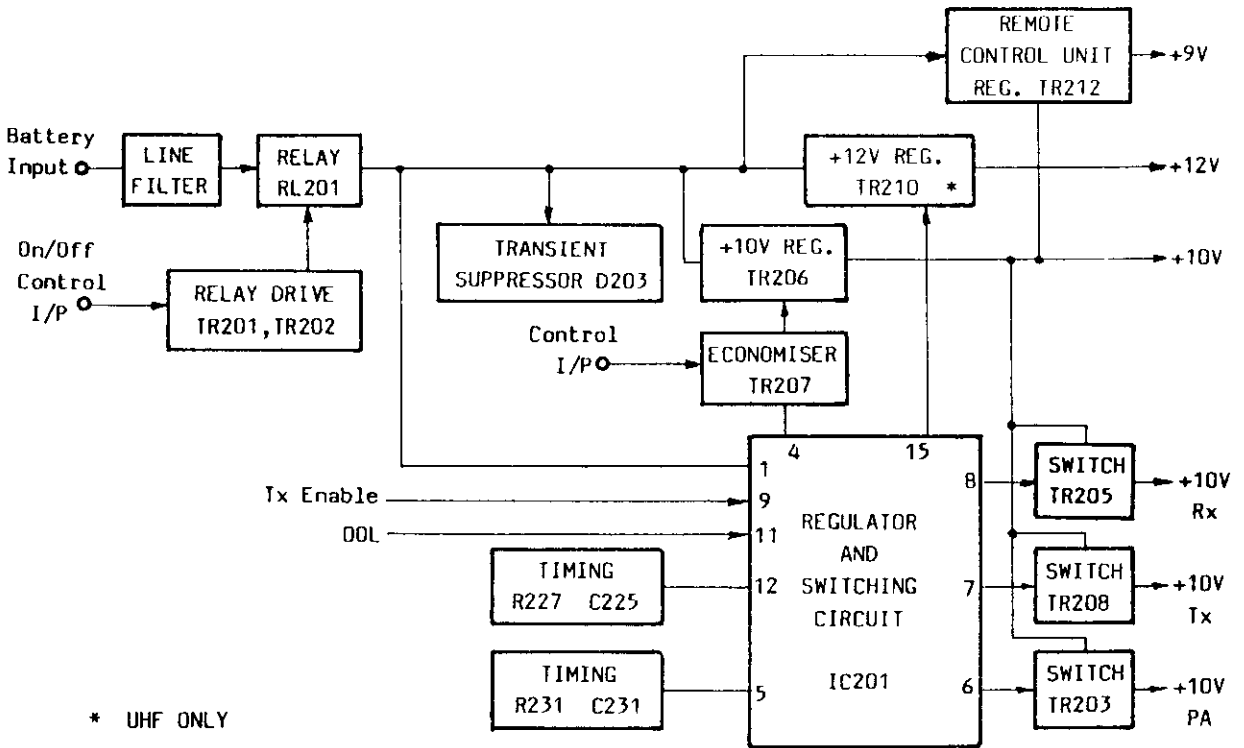 REMOTE
CONTROL UNIT
REG. TR212
+9V
Battery
Input
LINE
FILTER
RELAY
RL201
+12V REG.
TR210 *
+12V
On/Off
Control
I/P
RELAY DRIVE
TR201,TR202
TRANSIENT
SUPPRESSOR D203
+10V REG.
TR206
+10V
Control
I/P
ECONOMISER
TR207
4
15
1
Tx Enable
9
OOL
11
TIMING
R227 C225
12
TIMING
R231 C231
5
REGULATOR
AND
SWITCHING
CIRCUIT
IC201
8
SWITCH
TR205
+10V
Rx
7
SWITCH
TR208
+10V
Tx
6
SWITCH
TR203
+10V
PA
* UHF ONLY